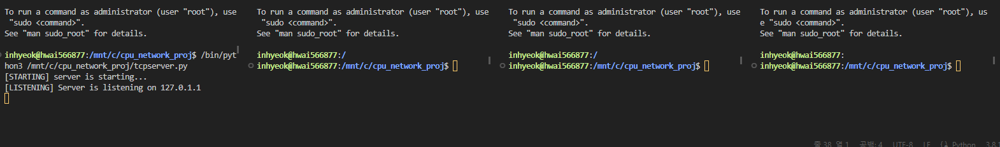 To run a command as administrator (user "root"), use
 "sudo <command>".
See "man sudo_root" for details.
inhyeok@hwai566877:/mnt/c/cpu_network_proj$ /bin/pyt
hon3 /mnt/c/cpu_network_proj/tcpserver.py
[STARTING] server is starting...
[LISTENING] Server is listening on 127.0.1.1
To run a command as administrator (user "root"), use
 "sudo <command>".
See "man sudo_root" for details.
inhyeok@hwai566877:/
inhyeok@hwai566877:/mnt/c/cpu_network_proj$
To run a command as administrator (user "root"), use
 "sudo <command>".
See "man sudo_root" for details.
inhyeok@hwai566877:/
inhyeok@hwai566877:/mnt/c/cpu_network_proj$
To run a command as administrator (user "root"), us
e "sudo <command>".
See "man sudo_root" for details.
inhyeok@hwai566877:
inhyeok@hwai566877:/mnt/c/cpu_network_proj$
줄 38, 열 1 공백: 4 UTF-8 LF Python